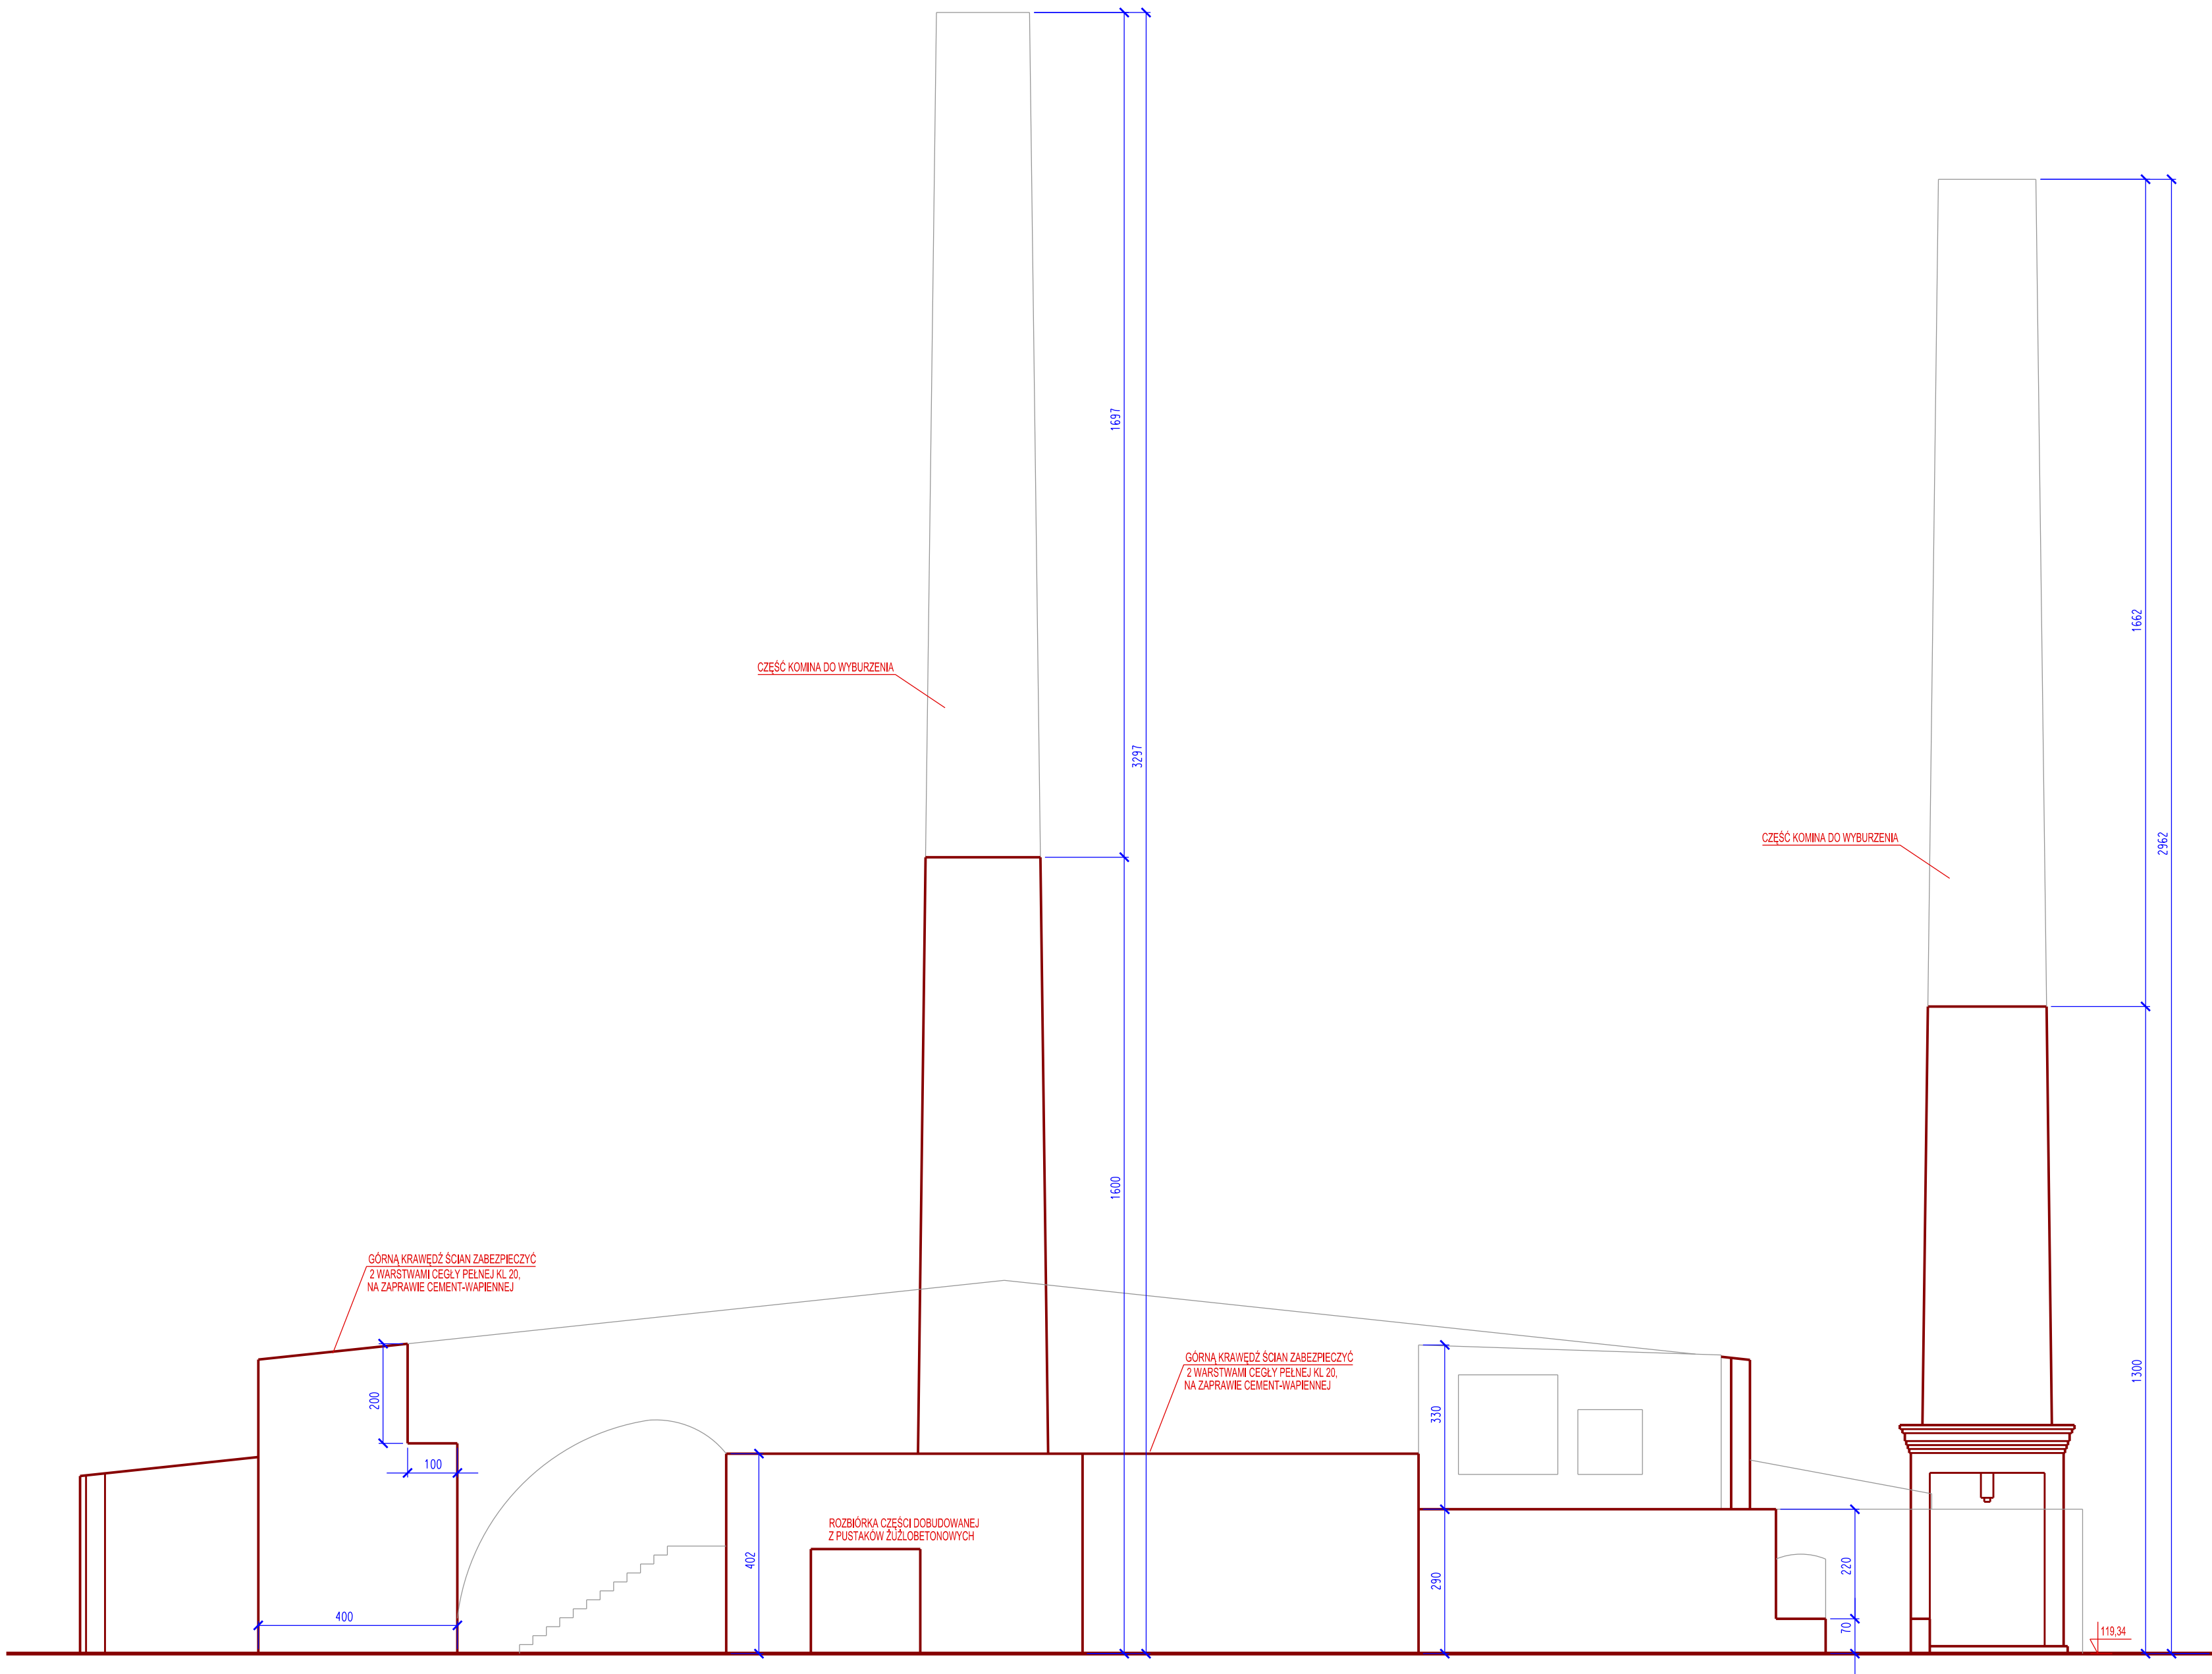 1697
1662
CZĘŚĆ KOMINA DO WYBURZENIA
3297
CZĘŚĆ KOMINA DO WYBURZENIA
2962
1600
GÓRNĄ KRAWĘDŹ ŚCIAN ZABEZPIECZYĆ
2 WARSTWAMI CEGŁY PEŁNEJ KL 20,
NA ZAPRAWIE CEMENT-WAPIENNEJ
GÓRNĄ KRAWĘDŹ ŚCIAN ZABEZPIECZYĆ
2 WARSTWAMI CEGŁY PEŁNEJ KL 20,
NA ZAPRAWIE CEMENT-WAPIENNEJ
1300
200
330
100
ROZBIÓRKA CZĘŚCI DOBUDOWANEJ
Z PUSTAKÓW ŻUŻLOBETONOWYCH
402
290
220
400
70
119,34